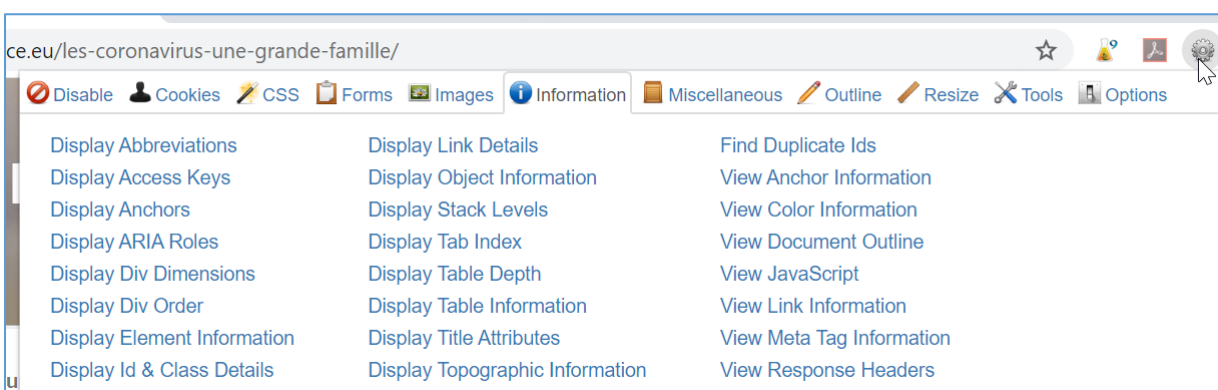 ce.eu/les-coronavirus-une-grande-famille/
9
Disable Cookies CSS Forms Images Information Miscellaneous Outline Resize Tools Options
Display Abbreviations Display Link Details Find Duplicate Ids
Display Access Keys Display Object Information View Anchor Information
Display Anchors Display Stack Levels View Color Information
Display ARIA Roles Display Tab Index View Document Outline
Display Div Dimensions Display Table Depth View JavaScript
Display Div Order Display Table Information View Link Information
Display Element Information Display Title Attributes View Meta Tag Information
Display Id & Class Details Display Topographic Information View Response Headers
u